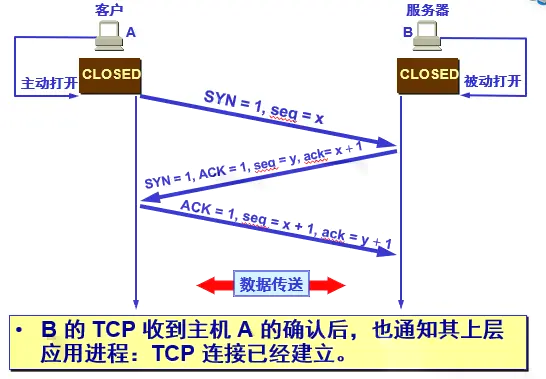 客户
服务器
A
B
CLOSED
CLOSED
主动打开
被动打开
SYN = 1, seq = x
SYN = 1, ACK = 1, seq = y, ack= x + 1
ACK = 1, seq = x + 1, ack = y + 1
数据传送
• B 的 TCP 收到主机 A 的确认后，也通知其上层
应用进程：TCP 连接已经建立。